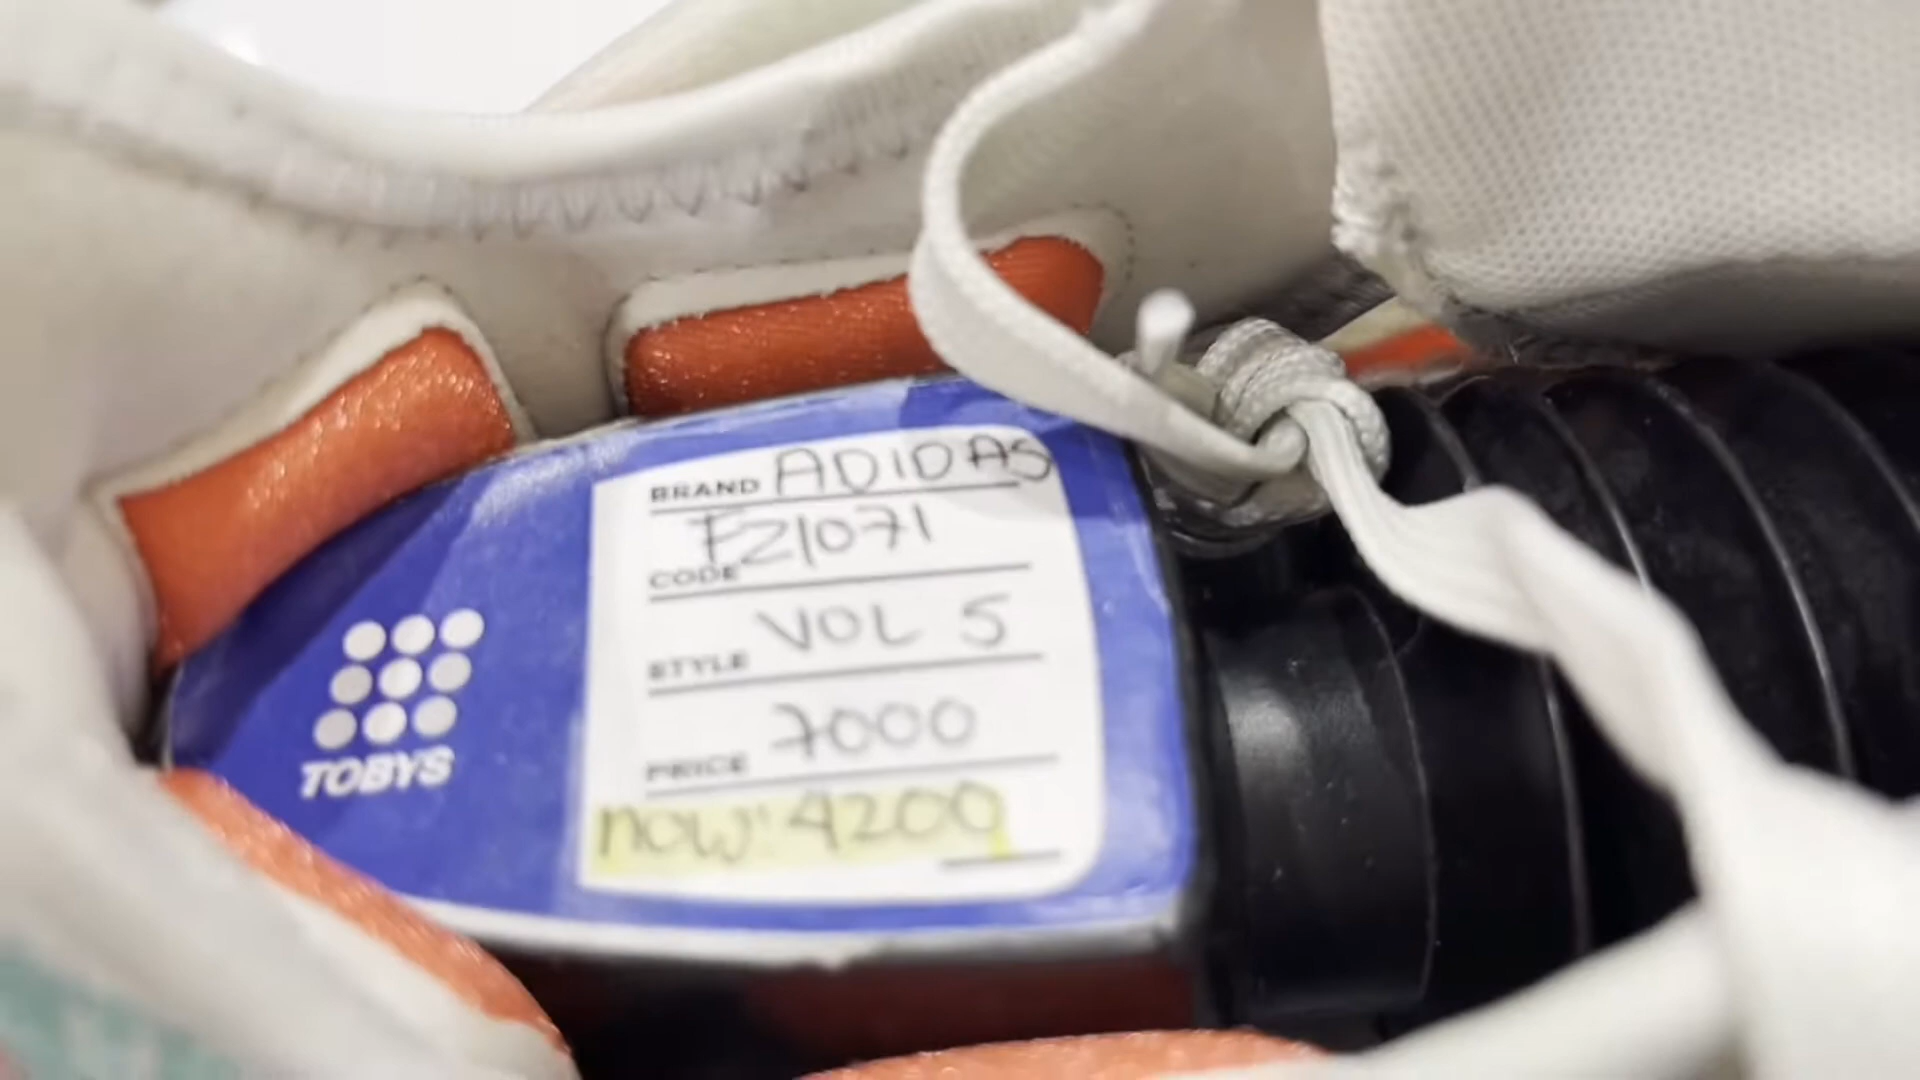 TOBYS
BRAND ADIDAS
CODE FZ1071
STYLE VOL 5
PRICE 7000
now: 4200